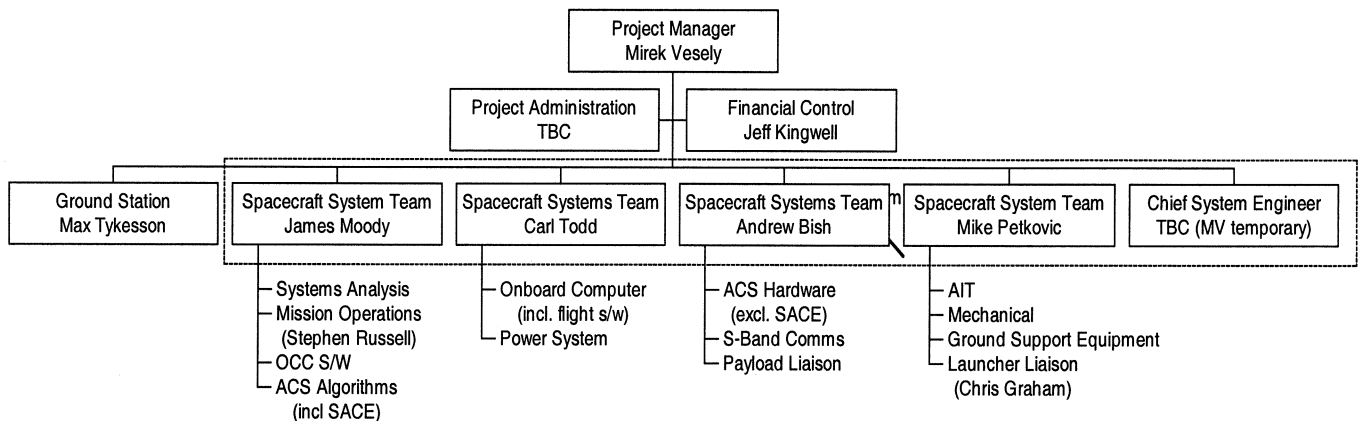 Project Manager
Mirek Vesely
Project Administration
TBC
Financial Control
Jeff Kingwell
Ground Station
Max Tykesson
Spacecraft System Team
James Moody
Spacecraft Systems Team
Carl Todd
Spacecraft Systems Team
Andrew Bish
m
Spacecraft System Team
Mike Petkovic
Chief System Engineer
TBC (MV temporary)
Systems Analysis
Mission Operations
(Stephen Russell)
OCC S/W
ACS Algorithms
(incl SACE)
Onboard Computer
(incl. flight s/w)
Power System
ACS Hardware
(excl. SACE)
S-Band Comms
Payload Liaison
AIT
Mechanical
Ground Support Equipment
Launcher Liaison
(Chris Graham)